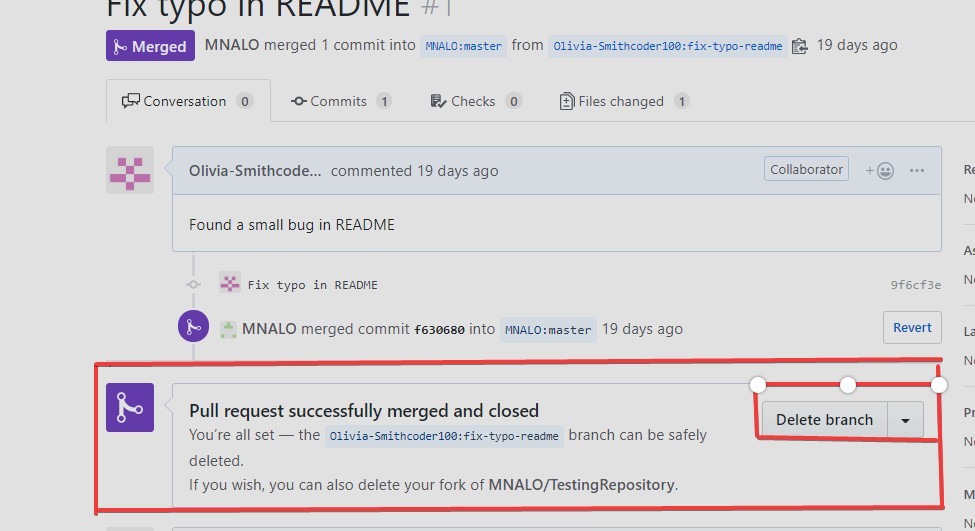 Fix typo in README #1
Merged MNALO merged 1 commit into MNALO:master from Olivia-Smithcoder100:fix-typo-readme 19 days ago
Conversation 0 Commits 1 Checks 0 Files changed 1
Olivia-Smithcode... commented 19 days ago Collaborator + ...
Found a small bug in README
Fix typo in README 9f6cf3e
MNALO merged commit f630680 into MNALO:master 19 days ago Revert
Pull request successfully merged and closed
You're all set — the Olivia-Smithcoder100:fix-typo-readme branch can be safely
deleted.
If you wish, you can also delete your fork of MNALO/TestingRepository.
Delete branch